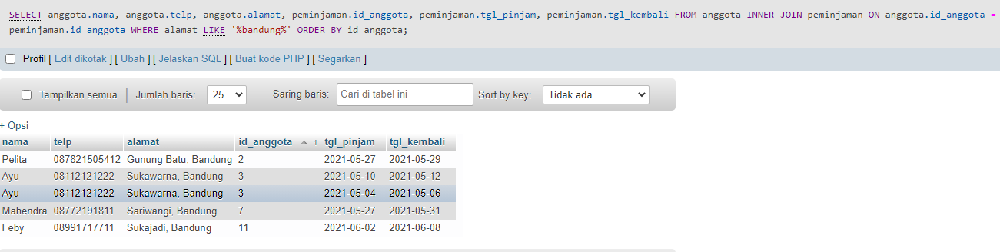 SELECT anggota.nama, anggota.telp, anggota.alamat, peminjaman.id_anggota, peminjaman.tgl_pinjam, peminjaman.tgl_kembali FROM anggota INNER JOIN peminjaman ON anggota.id_anggota =
peminjaman.id_anggota WHERE alamat LIKE '%bandung%' ORDER BY id_anggota;
Profil [ Edit dikotak ] [ Ubah ] [ Jelaskan SQL ] [ Buat kode PHP ] [ Segarkan ]
Tampilkan semua | Jumlah baris: 25 Saring baris: Cari di tabel ini Sort by key: Tidak ada
+ Opsi
nama telp alamat id_anggota 1 tgl_pinjam tgl_kembali
Pelita 087821505412 Gunung Batu, Bandung 2 2021-05-27 2021-05-29
Ayu 08112121222 Sukawarna, Bandung 3 2021-05-10 2021-05-12
Ayu 08112121222 Sukawarna, Bandung 3 2021-05-04 2021-05-06
Mahendra 08772191811 Sariwangi, Bandung 7 2021-05-27 2021-05-31
Feby 08991717711 Sukajadi, Bandung 11 2021-06-02 2021-06-08